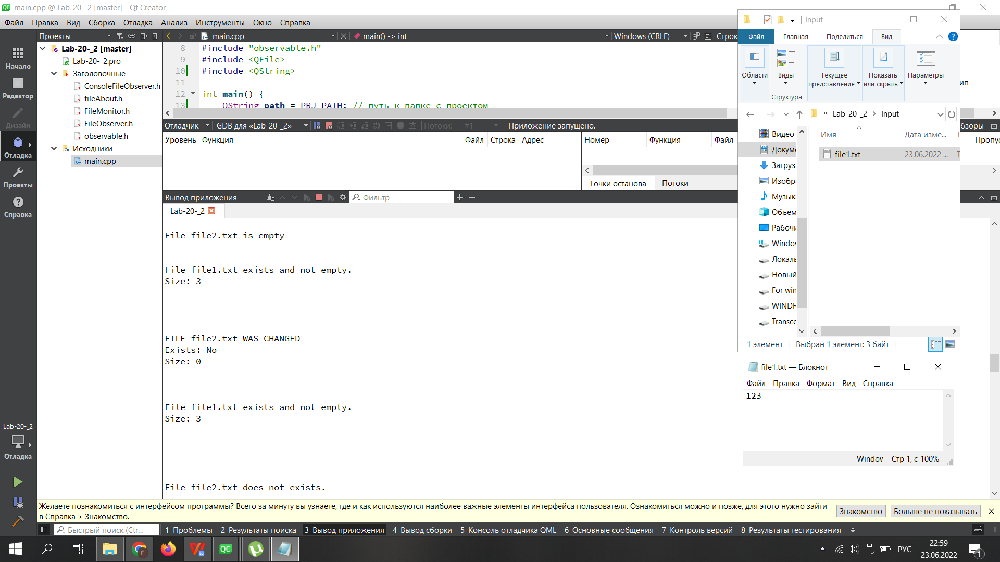 main.cpp @ Lab-20-_2 [master] - Qt Creator
Файл Правка Вид Сборка Отладка Анализ Инструменты Окно Справка
Проекты
main.cpp
main() -> int
Windows (CRLF)
Строк
Начало
Редактор
Дизайн
Отладка
Проекты
Справка
Lab-20-_2 [master]
Lab-20-_2.pro
Заголовочные
ConsoleFileObserver.h
fileAbout.h
FileMonitor.h
FileObserver.h
observable.h
Исходники
main.cpp
8 #include "observable.h"
9 #include <QFile>
10 #include <QString>
11
12 int main() {
13 QString path = PRJ_PATH; // путь к папке с проектом
Отладчик GDB для «Lab-20-_2» Потоки: #1 Приложение запущено.
Уровень Функция Файл Строка Адрес
Номер Функция Файл
Точки останова Потоки
Вывод приложения
Фильтр
Lab-20-_2
File file2.txt is empty
File file1.txt exists and not empty.
Size: 3
FILE file2.txt WAS CHANGED
Exists: No
Size: 0
File file1.txt exists and not empty.
Size: 3
File file2.txt does not exists.
Input
Файл Главная Поделиться Вид
Области
Виды
Текущее
представление
Показать
или скрыть
Параметры
Структура
« Lab-20-_2 > Input
Имя Дата изме...
file1.txt 23.06.2022 ...
Видео
Докуме
Загрузк
Изобра
Музыка
Объем
Рабочи
Window
Локаль
Новый
For win
WINDR
Transce
1 элемент Выбран 1 элемент: 3 байт
ип
бзоры
Пропус
file1.txt — Блокнот
Файл Правка Формат Вид Справка
123
Window Стр 1, с 100%
Lab-20-_2
Отладка
Желаете познакомиться с интерфейсом программы? Всего за минуту вы узнаете, где и как используются наиболее важные элементы интерфейса пользователя. Ознакомиться можно и позже, для этого нужно зайти
в Справка > Знакомство.
Знакомство
Больше не показывать
Быстрый поиск (Ctr...
1 Проблемы 2 Результаты поиска 3 Вывод приложения 4 Вывод сборки 5 Консоль отладчика QML 6 Основные сообщения 7 Контроль версий 8 Результаты тестирования
РУС
22:59
23.06.2022
1